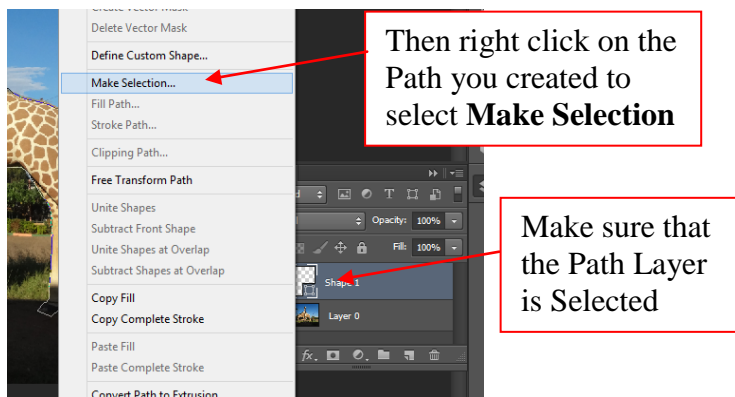 Create Vector Mask
Delete Vector Mask
Define Custom Shape...
Make Selection...
Fill Path...
Stroke Path...
Clipping Path...
Free Transform Path
Unite Shapes
Subtract Front Shape
Unite Shapes at Overlap
Subtract Shapes at Overlap
Copy Fill
Copy Complete Stroke
Paste Fill
Paste Complete Stroke
Convert Path to Extrusion
Then right click on the
Path you created to
select Make Selection
Opacity: 100%
Fill: 100%
Shape 1
Layer 0
fx.
Make sure that
the Path Layer
is Selected